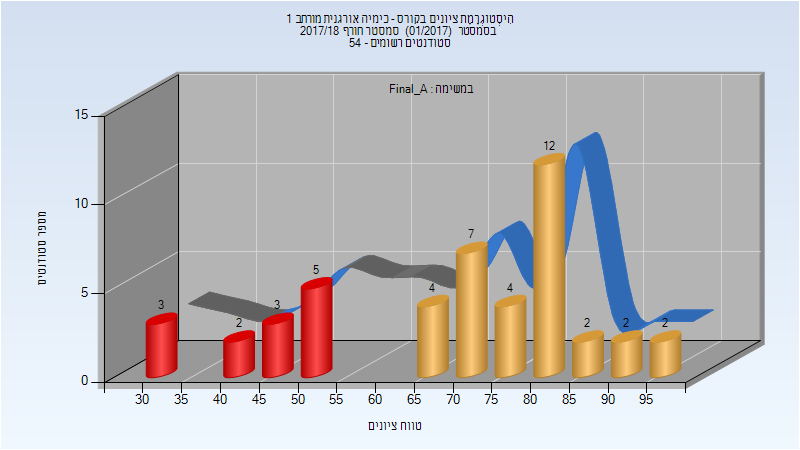 היסטוגרמת ציונים בקורס - כימיה אורגנית מורחב 1
בסמסטר (01/2017) סמסטר חורף 2017/18
סטודנטים רשומים - 54
במשימה : Final_A
15
10
5
0
מספר סטודנטים
3
2
3
5
4
7
4
12
2
2
2
30 35 40 45 50 55 60 65 70 75 80 85 90 95
טווח ציונים